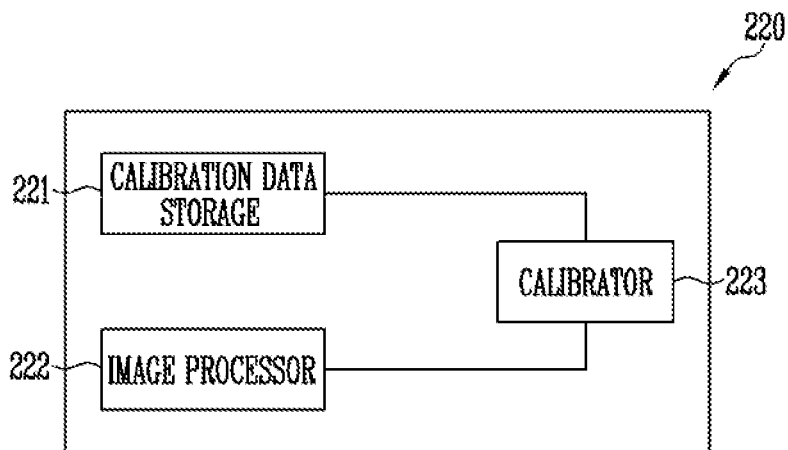 220
221
CALIBRATION DATA
STORAGE
CALIBRATOR
223
222
IMAGE PROCESSOR